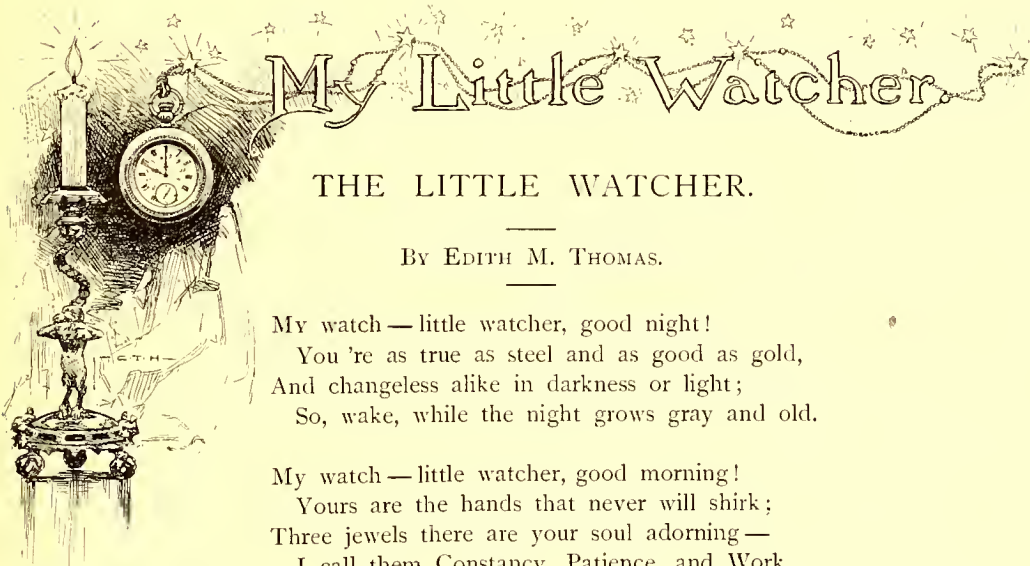 My Little Watcher.
THE LITTLE WATCHER.
BY EDITH M. THOMAS.
MY watch — little watcher, good night!
You 're as true as steel and as good as gold,
And changeless alike in darkness or light;
So, wake, while the night grows gray and old.
My watch — little watcher, good morning!
Yours are the hands that never will shirk;
Three jewels there are your soul adorning —
I call them Constancy, Patience, and Work
G.T.H